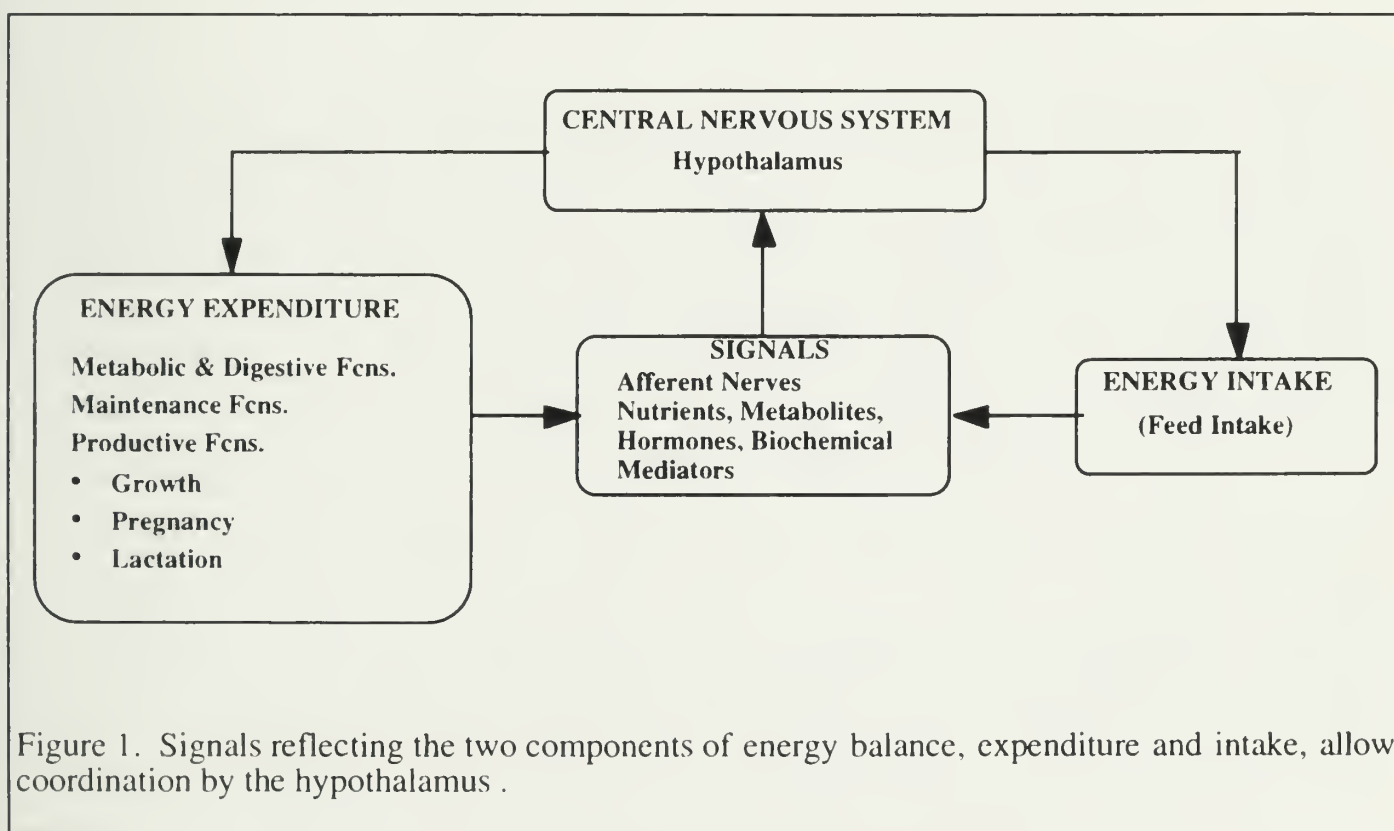 CENTRAL NERVOUS SYSTEM
Hypothalamus
ENERGY EXPENDITURE
Metabolic & Digestive Fcns.
Maintenance Fcns.
Productive Fcns.
• Growth
• Pregnancy
• Lactation
SIGNALS
Afferent Nerves
Nutrients, Metabolites,
Hormones, Biochemical
Mediators
ENERGY INTAKE
(Feed Intake)
Figure 1. Signals reflecting the two components of energy balance, expenditure and intake, allow
coordination by the hypothalamus .